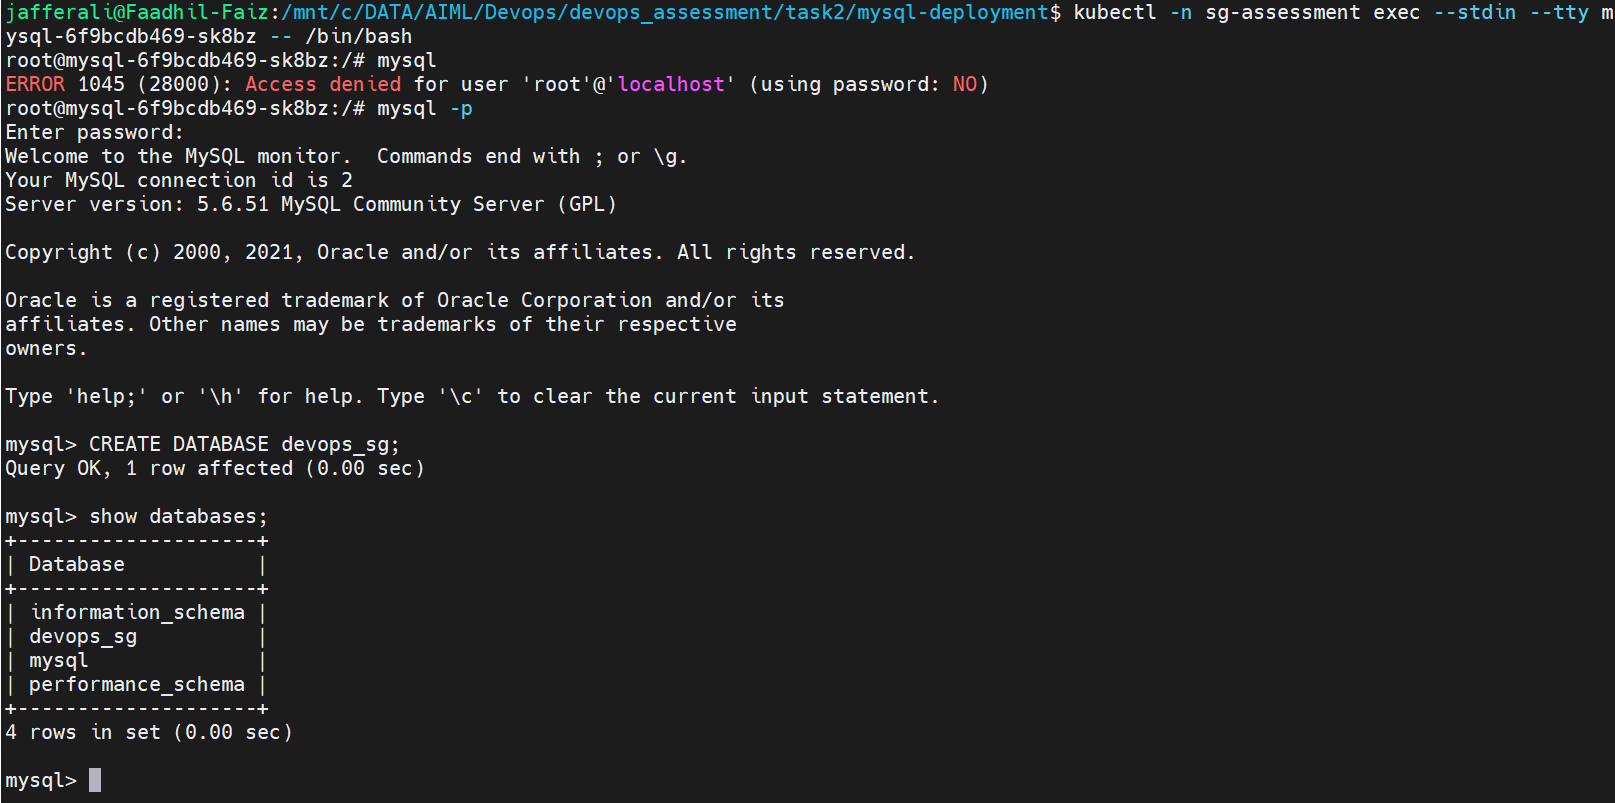 jafferali@Faadhil-Faiz:/mnt/c/DATA/AIML/Devops/devops_assessment/task2/mysql-deployment$ kubectl -n sg-assessment exec --stdin --tty m
ysql-6f9bcdb469-sk8bz -- /bin/bash
root@mysql-6f9bcdb469-sk8bz:/# mysql
ERROR 1045 (28000): Access denied for user 'root'@'localhost' (using password: NO)
root@mysql-6f9bcdb469-sk8bz:/# mysql -p
Enter password:
Welcome to the MySQL monitor.  Commands end with ; or \g.
Your MySQL connection id is 2
Server version: 5.6.51 MySQL Community Server (GPL)

Copyright (c) 2000, 2021, Oracle and/or its affiliates. All rights reserved.

Oracle is a registered trademark of Oracle Corporation and/or its
affiliates. Other names may be trademarks of their respective
owners.

Type 'help;' or '\h' for help. Type '\c' to clear the current input statement.

mysql> CREATE DATABASE devops_sg;
Query OK, 1 row affected (0.00 sec)

mysql> show databases;
+--------------------+
| Database           |
+--------------------+
| information_schema |
| devops_sg          |
| mysql              |
| performance_schema |
+--------------------+
4 rows in set (0.00 sec)

mysql>